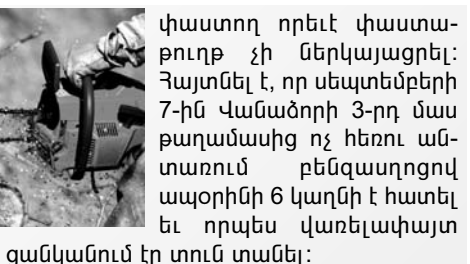 փաստող որեւէ փաստա-
թուղթ չի ներկայացրել:
Հայտնել է, որ սեպտեմբերի
7-ին Վանաձորի 3-րդ մաս
թաղամասից ոչ հեռու ան-
տառում բենզասղոցով
ապօրինի 6 կաղնի է հատել
եւ որպես վառելափայտ
ցանկանում էր տուն տանել: